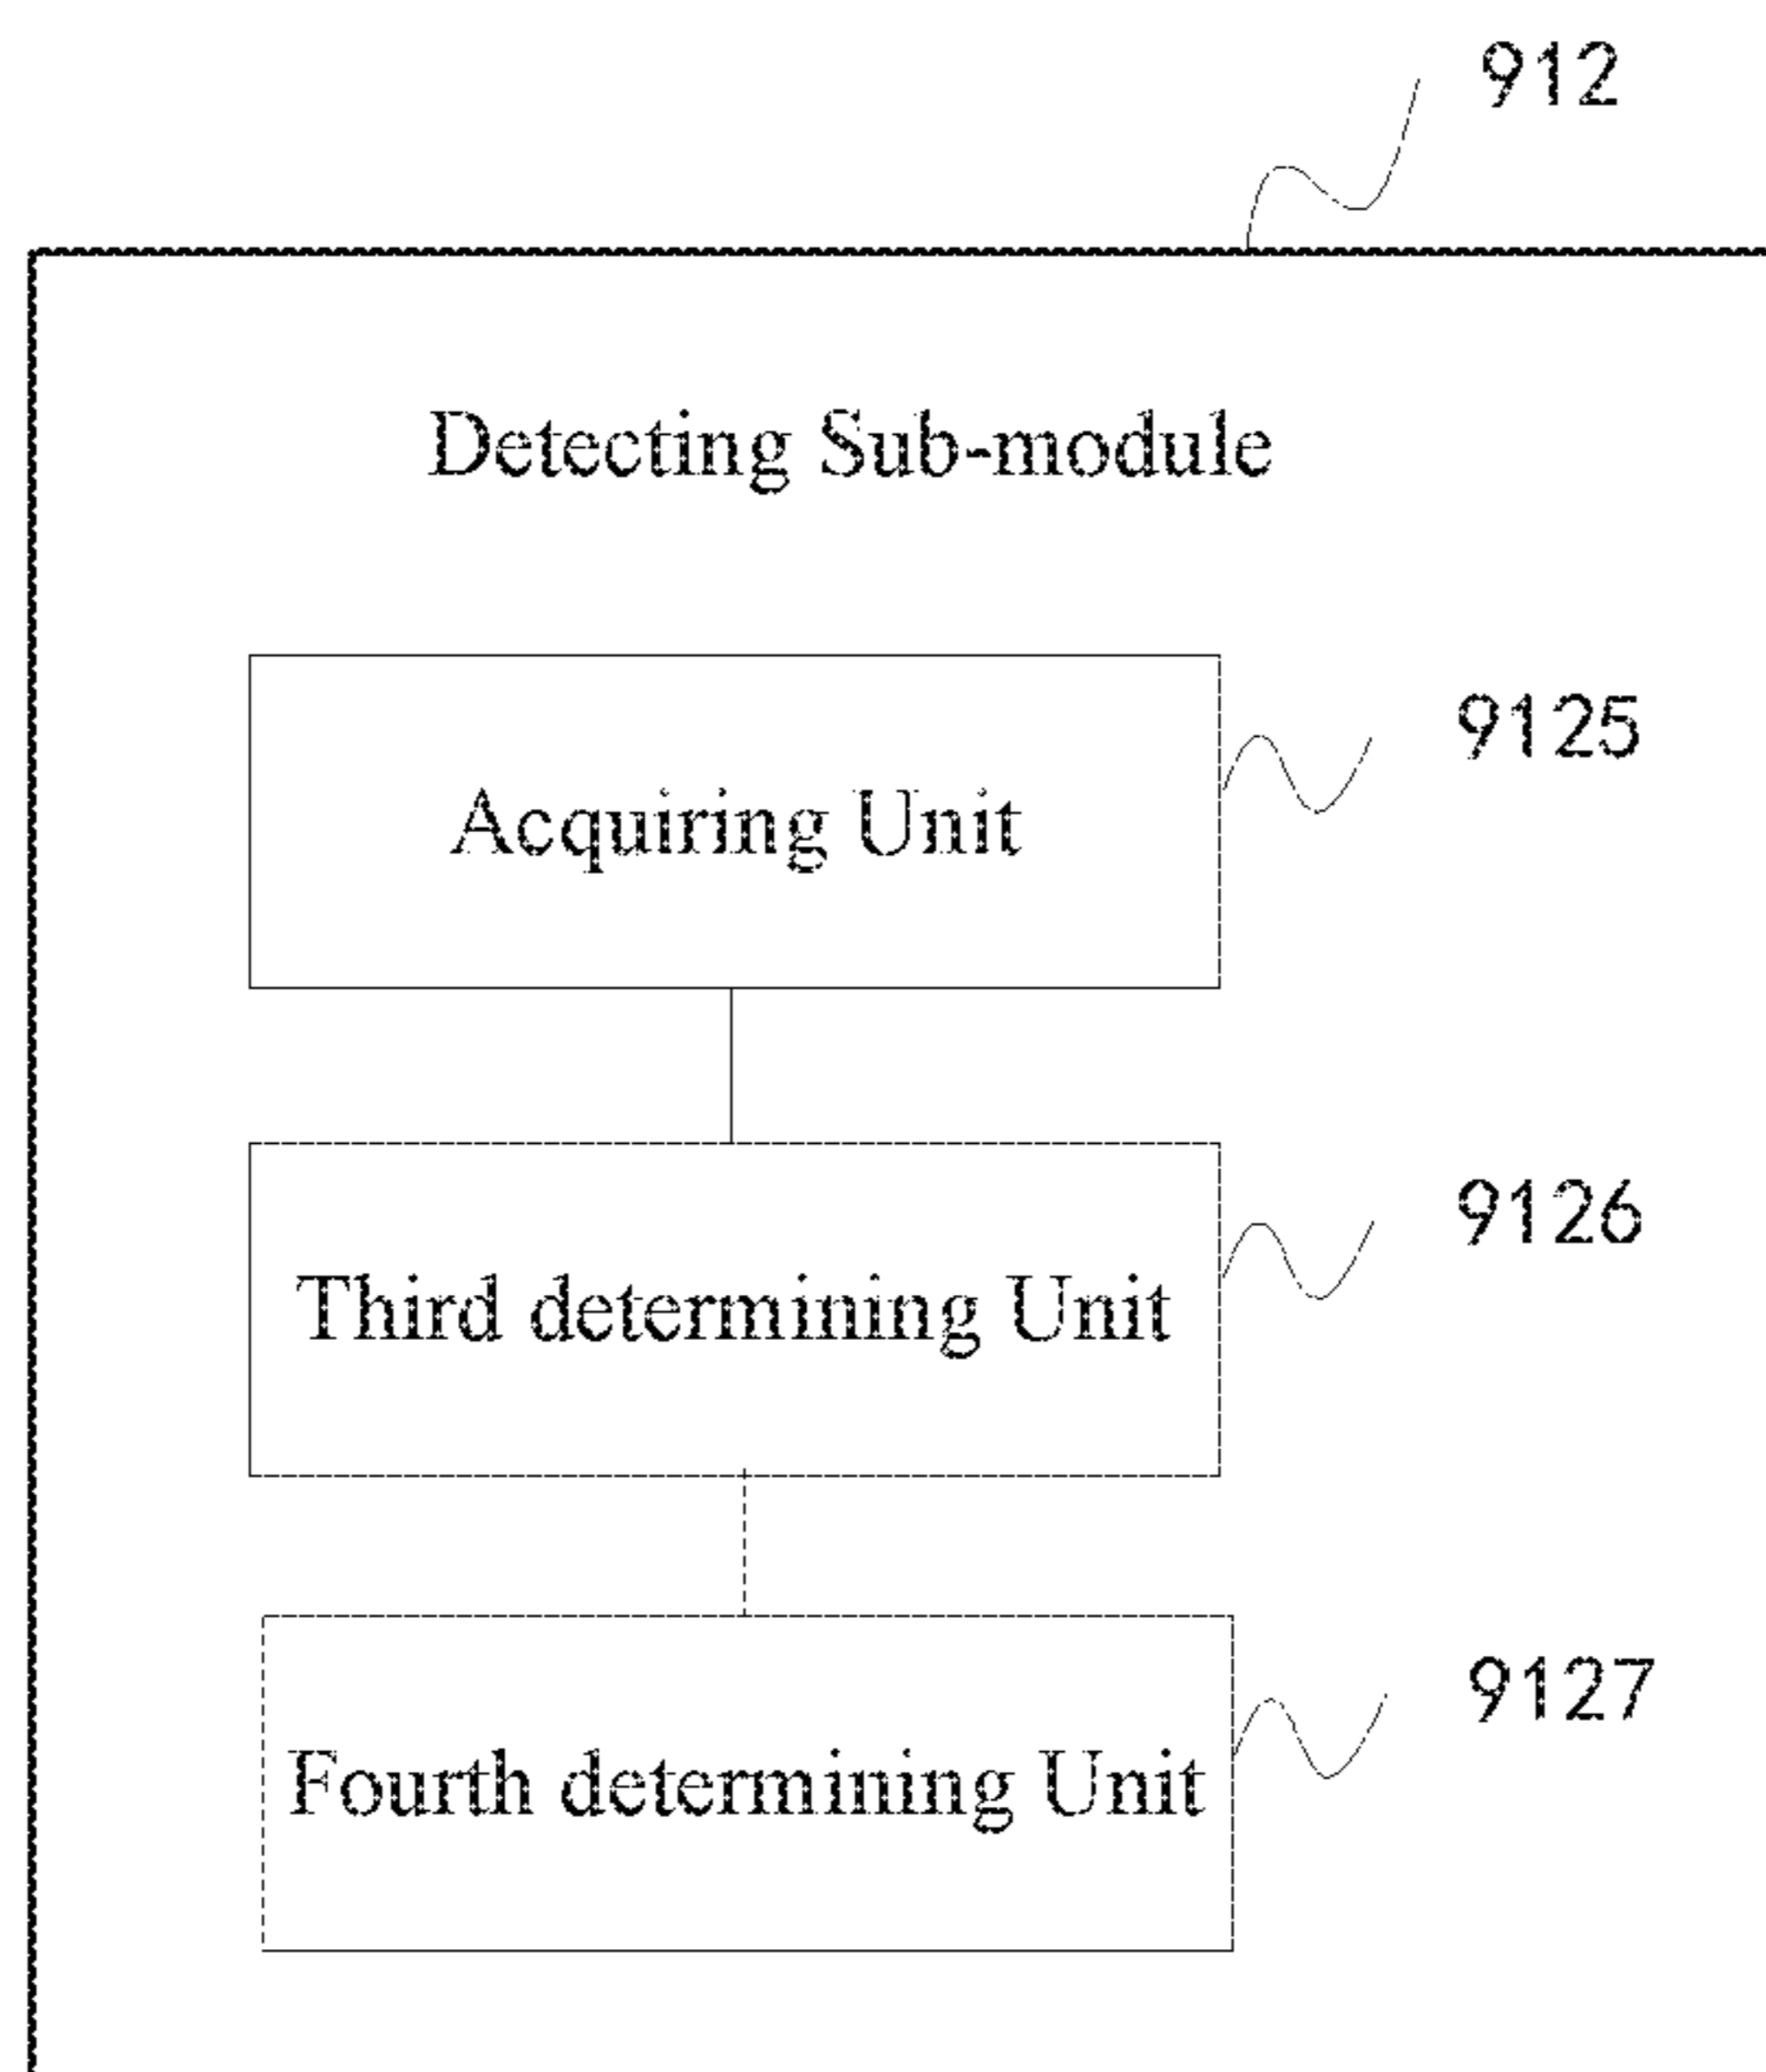 912
Detecting Sub-module
Acquiring Unit
9125
Third determining Unit
9126
Fourth determining Unit
9127